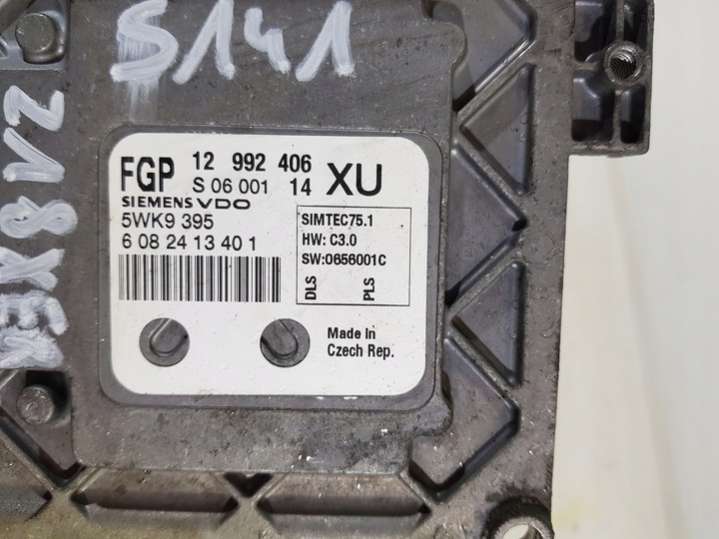 S141
FGP 12 992 406 XU
S 06 001 14
SIEMENS VDO
5WK9 395
6 08 24 13 40 1
SIMTEC75.1
HW: C3.0
SW:0656001C
DLS PLS
Made In
Czech Rep.